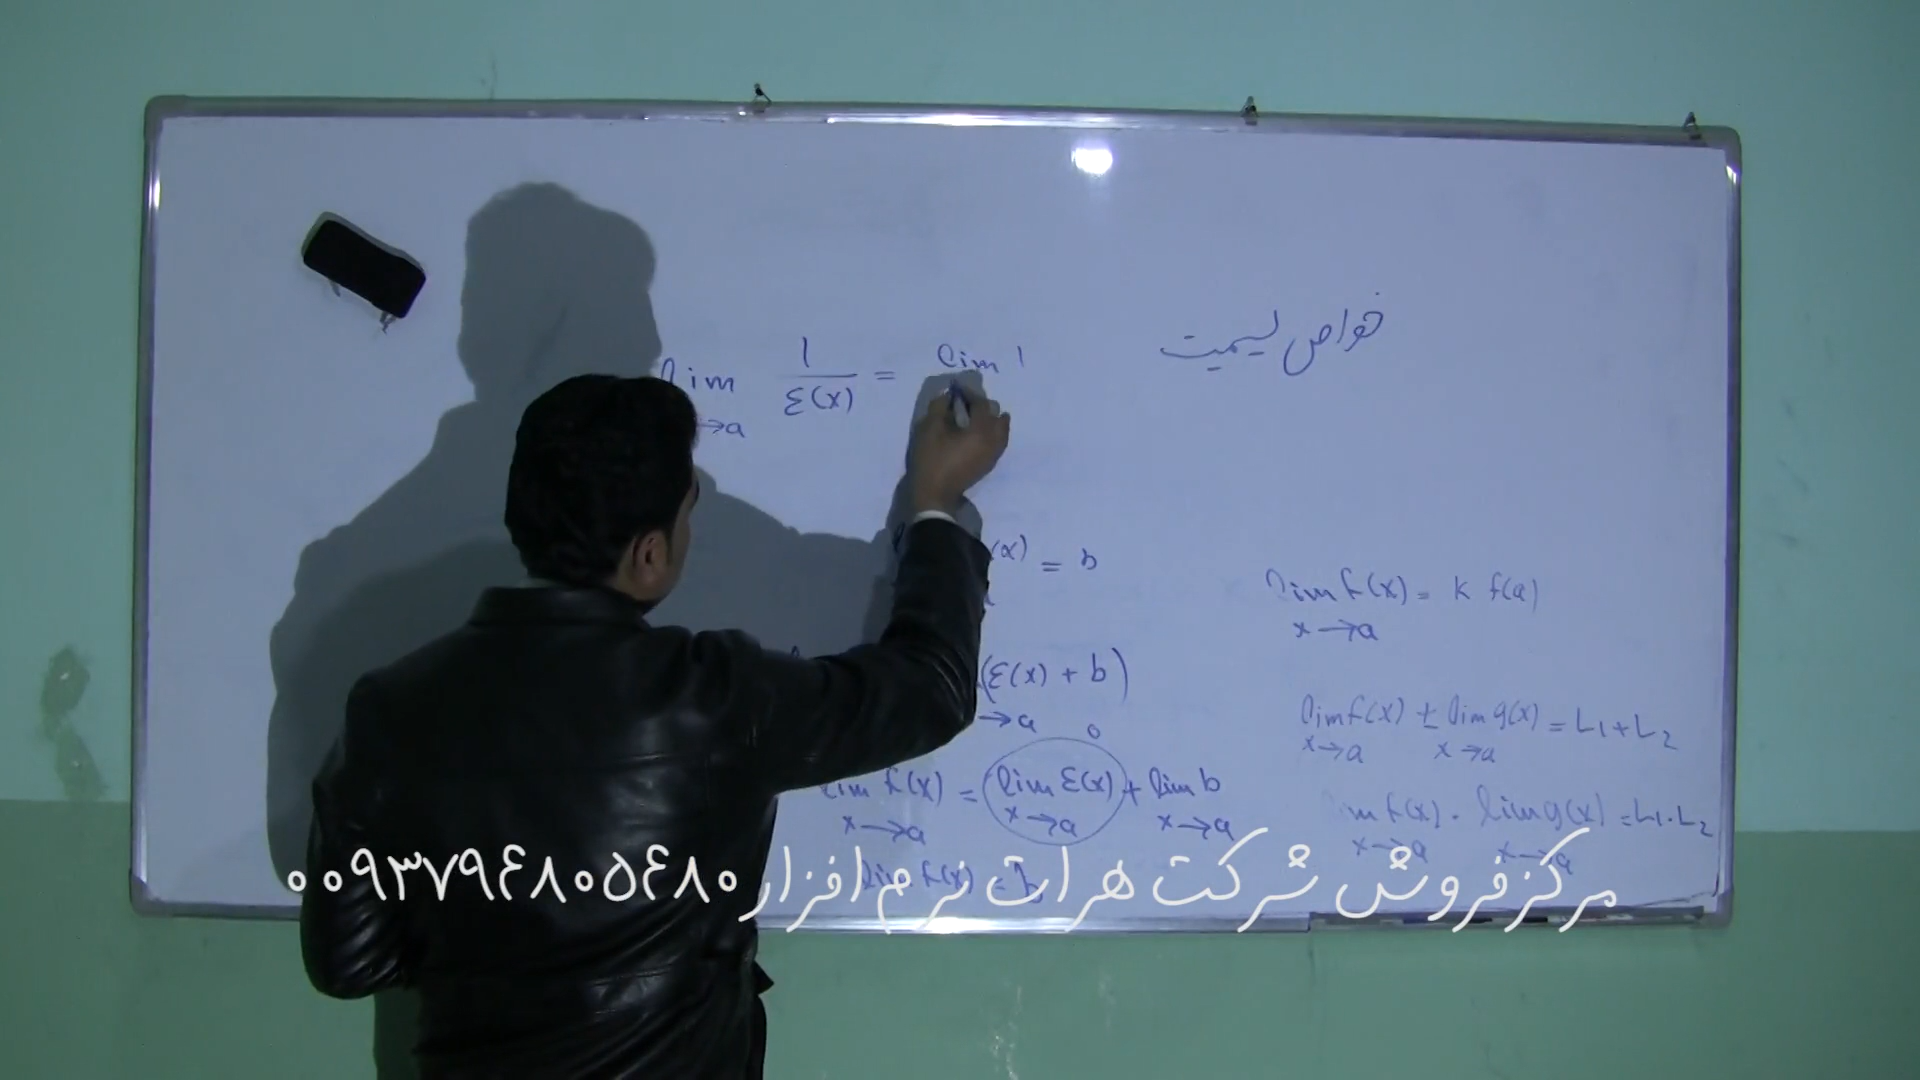 خواص لیمیت
lim 1/ε(x) = lim 1
→a
(x) = b
lim f(x) = k f(a)
x→a
(ε(x) + b)
→a
0
lim f(x) ± lim g(x) = L1+L2
x→a x→a
lim f(x) = lim ε(x) + lim b
x→a x→a x→a
m f(x) . lim g(x) = L1.L2
x→a x→a
lim f(x) = b
مرکز فروش شرکت هرات نرم افزار ۰۰۹۳۷۹۶۸۰۵۶۸۰